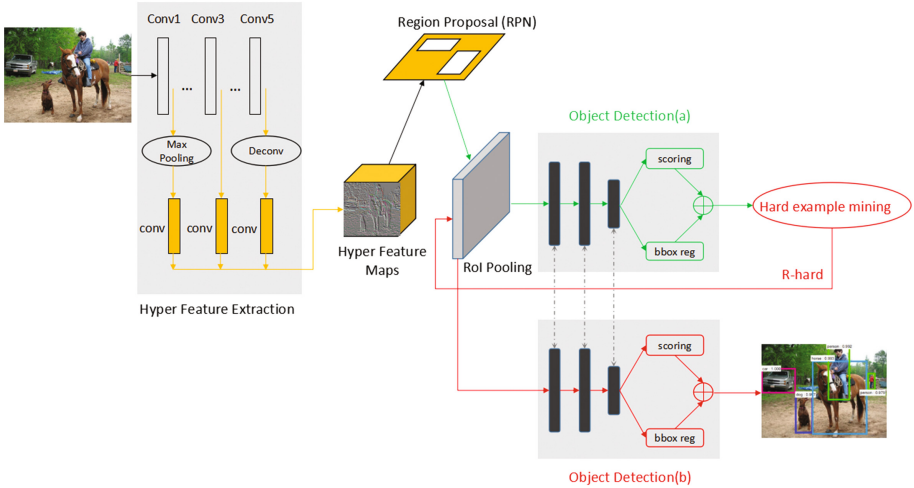 Conv1 Conv3 Conv5
... ...
Max
Pooling
Deconv
conv conv conv
Hyper Feature Extraction
Region Proposal (RPN)
Hyper Feature
Maps
RoI Pooling
Object Detection(a)
scoring
bbox reg
Hard example mining
R-hard
scoring
bbox reg
Object Detection(b)